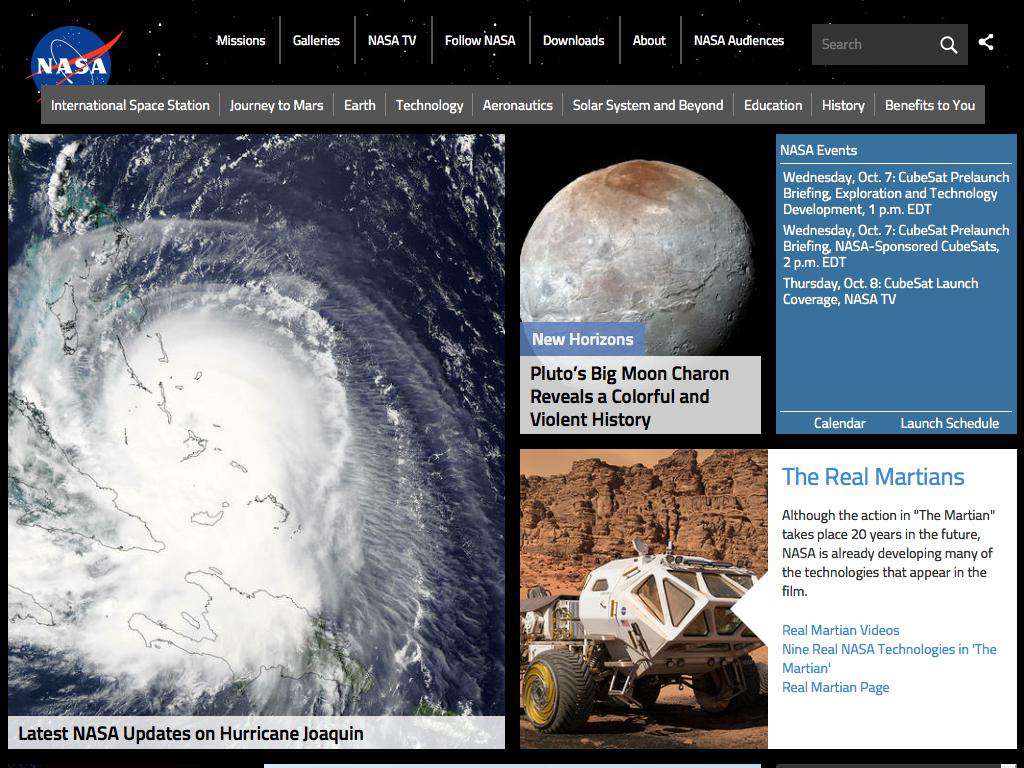 NASA
Missions
Galleries
NASA TV
Follow NASA
Downloads
About
NASA Audiences
Search
International Space Station
Journey to Mars
Earth
Technology
Aeronautics
Solar System and Beyond
Education
History
Benefits to You
Latest NASA Updates on Hurricane Joaquin
New Horizons
Pluto’s Big Moon Charon
Reveals a Colorful and
Violent History
NASA Events
Wednesday, Oct. 7: CubeSat Prelaunch
Briefing, Exploration and Technology
Development, 1 p.m. EDT
Wednesday, Oct. 7: CubeSat Prelaunch
Briefing, NASA-Sponsored CubeSats,
2 p.m. EDT
Thursday, Oct. 8: CubeSat Launch
Coverage, NASA TV
Calendar
Launch Schedule
The Real Martians
Although the action in "The Martian"
takes place 20 years in the future,
NASA is already developing many of
the technologies that appear in the
film.
Real Martian Videos
Nine Real NASA Technologies in 'The
Martian'
Real Martian Page